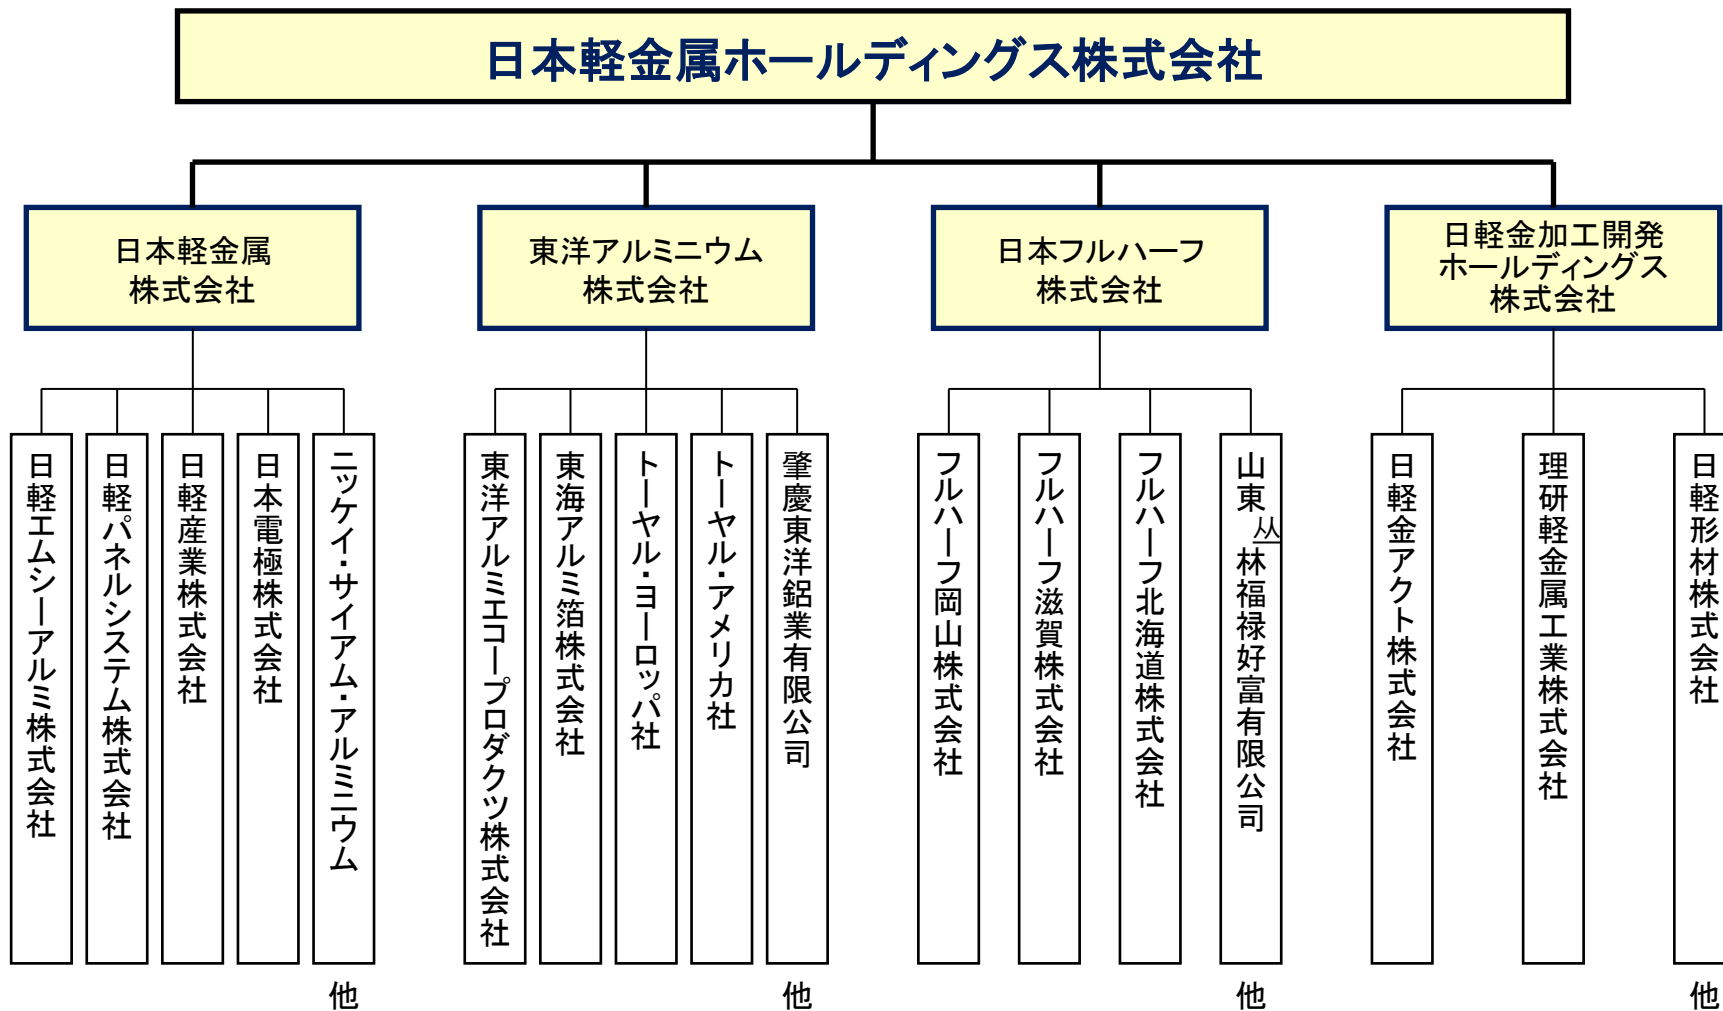 日本軽金属ホールディングス株式会社
日本軽金属
株式会社
東洋アルミニウム
株式会社
日本フルハーフ
株式会社
日軽金加工開発
ホールディングス
株式会社
日軽エムシーアルミ株式会社
日軽パネルシステム株式会社
日軽産業株式会社
日本電極株式会社
ニッケイ・サイアム・アルミニウム
他
東洋アルミエコープロダクツ株式会社
東海アルミ箔株式会社
トーヤル・ヨーロッパ社
トーヤル・アメリカ社
肇慶東洋鋁業有限公司
他
フルハーフ岡山株式会社
フルハーフ滋賀株式会社
フルハーフ北海道株式会社
山東丛林福禄好富有限公司
他
日軽金アクト株式会社
理研軽金属工業株式会社
日軽形材株式会社
他